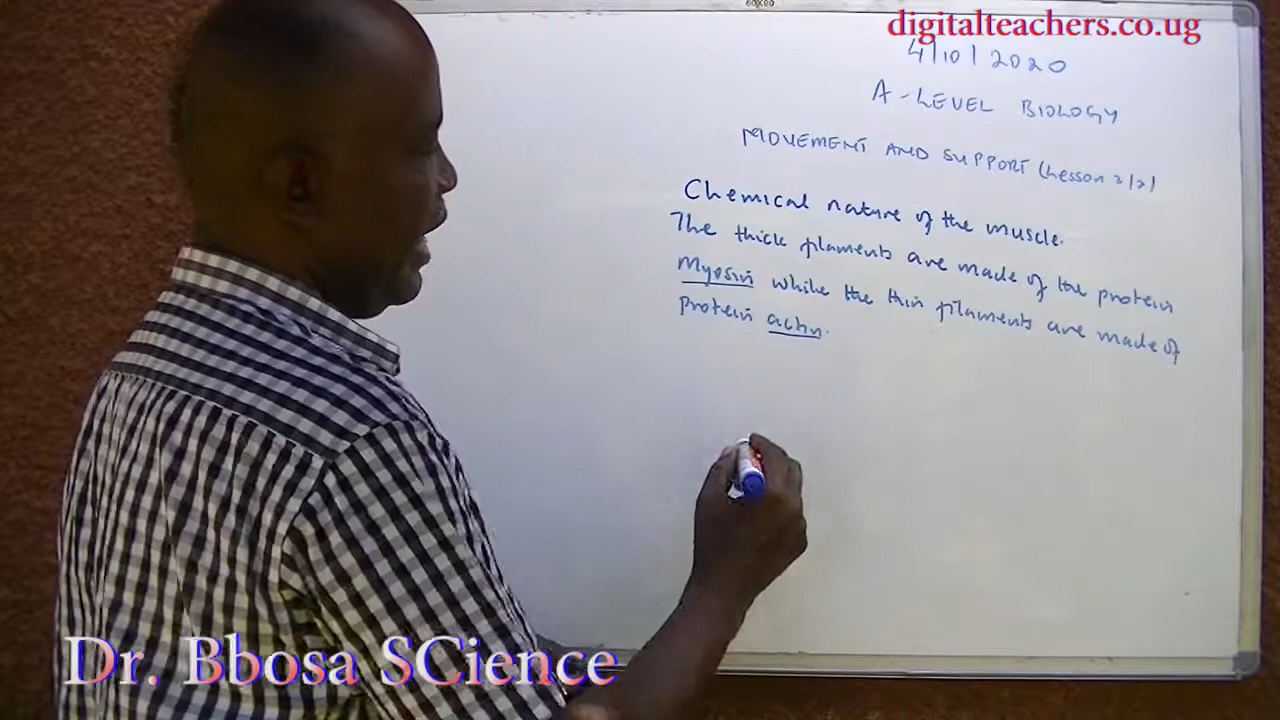 digitalteachers.co.ug
4/10/2020
A-LEVEL BIOLOGY
MOVEMENT AND SUPPORT (Lesson 2/2)
Chemical nature of the muscle.
The thick filaments are made of the protein
Myosin while the thin filaments are made of
Protein actin.
Dr. Bbosa SCience